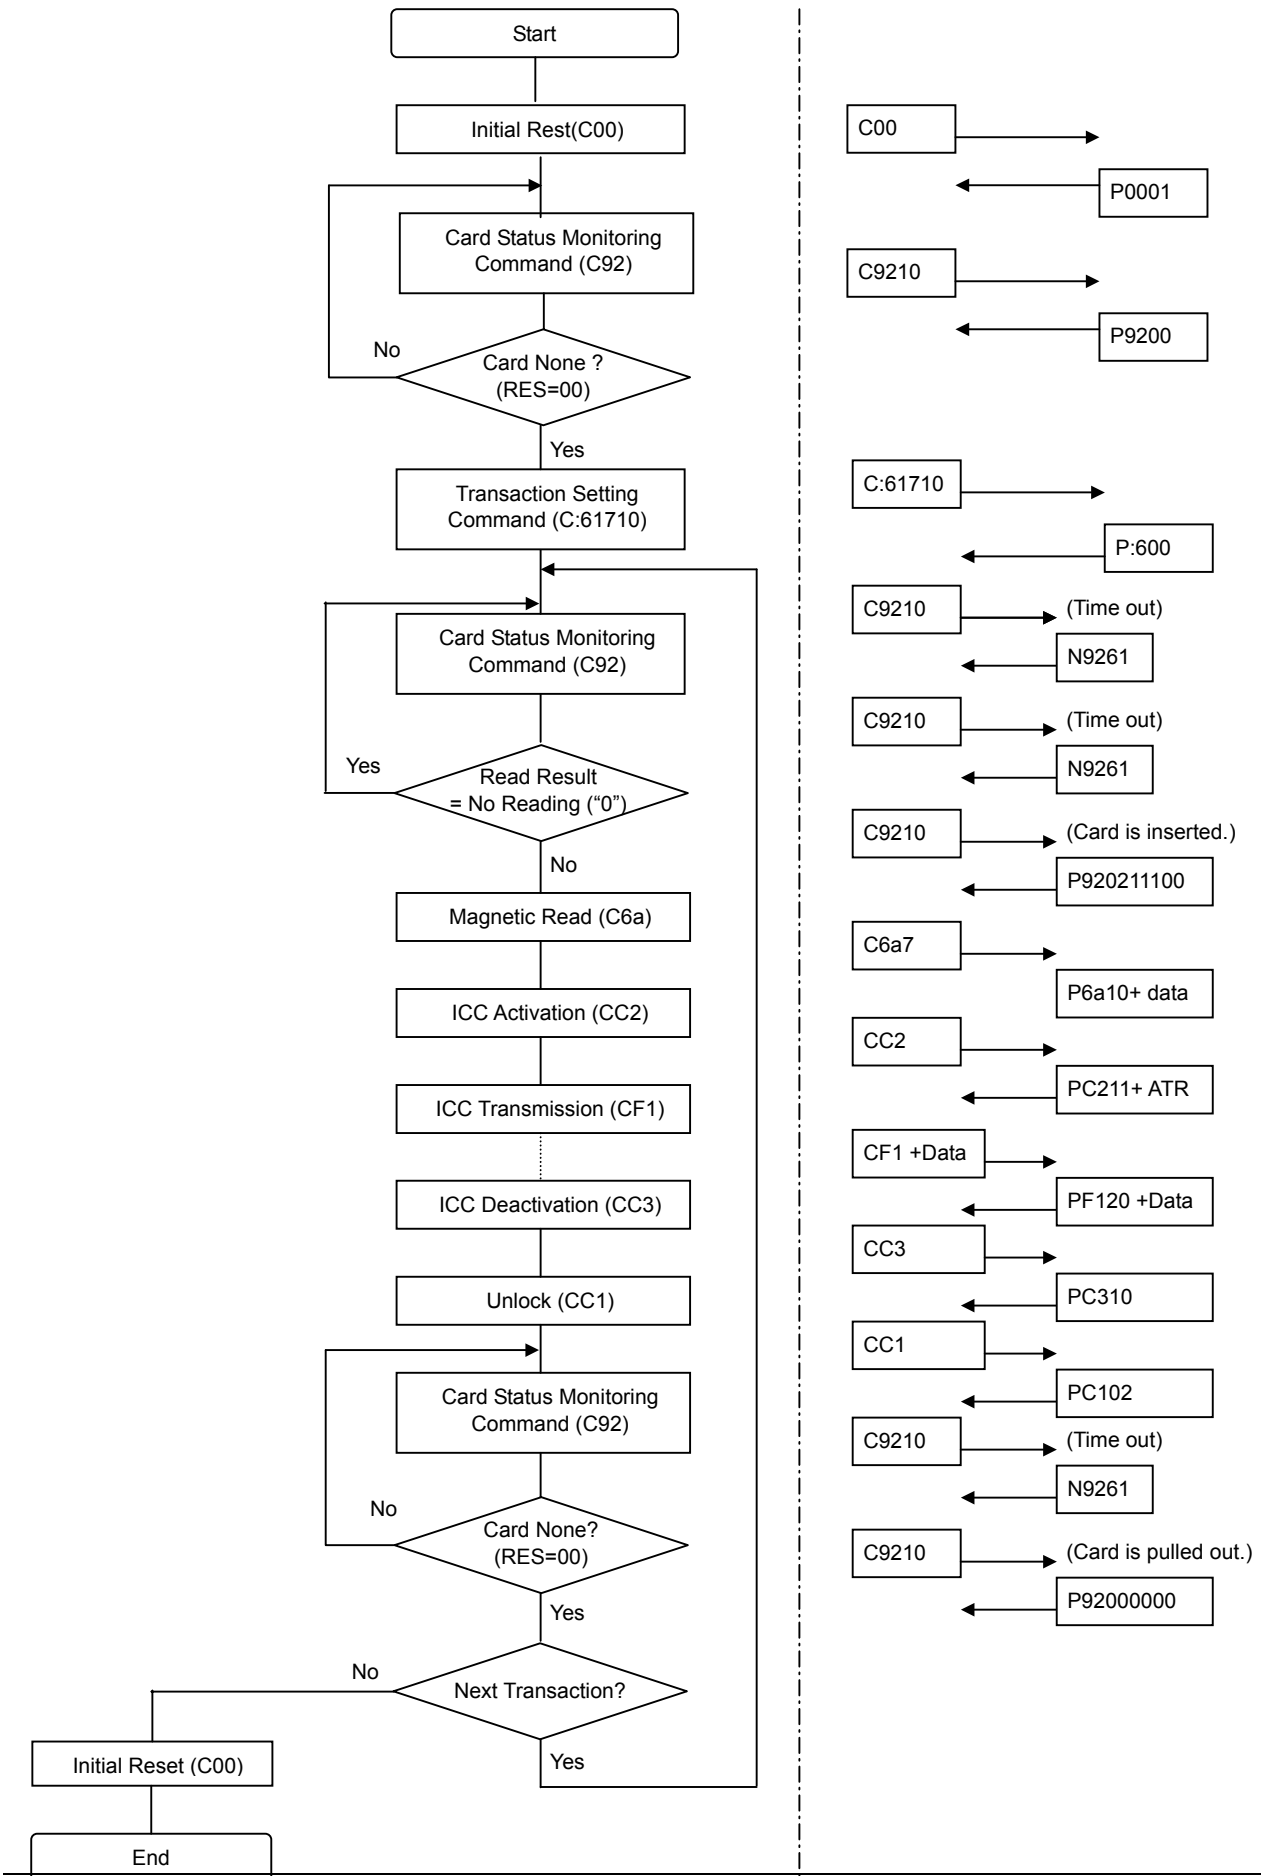 Start
Initial Rest(C00)
Card Status Monitoring
Command (C92)
No
Card None ?
(RES=00)
Yes
Transaction Setting
Command (C:61710)
Card Status Monitoring
Command (C92)
Yes
Read Result
= No Reading (“0”)
No
Magnetic Read (C6a)
ICC Activation (CC2)
ICC Transmission (CF1)
ICC Deactivation (CC3)
Unlock (CC1)
Card Status Monitoring
Command (C92)
No
Card None?
(RES=00)
Yes
No
Next Transaction?
Yes
Initial Reset (C00)
End
C00
P0001
C9210
P9200
C:61710
P:600
C9210
(Time out)
N9261
C9210
(Time out)
N9261
C9210
(Card is inserted.)
P920211100
C6a7
P6a10+ data
CC2
PC211+ ATR
CF1 +Data
PF120 +Data
CC3
PC310
CC1
PC102
C9210
(Time out)
N9261
C9210
(Card is pulled out.)
P92000000